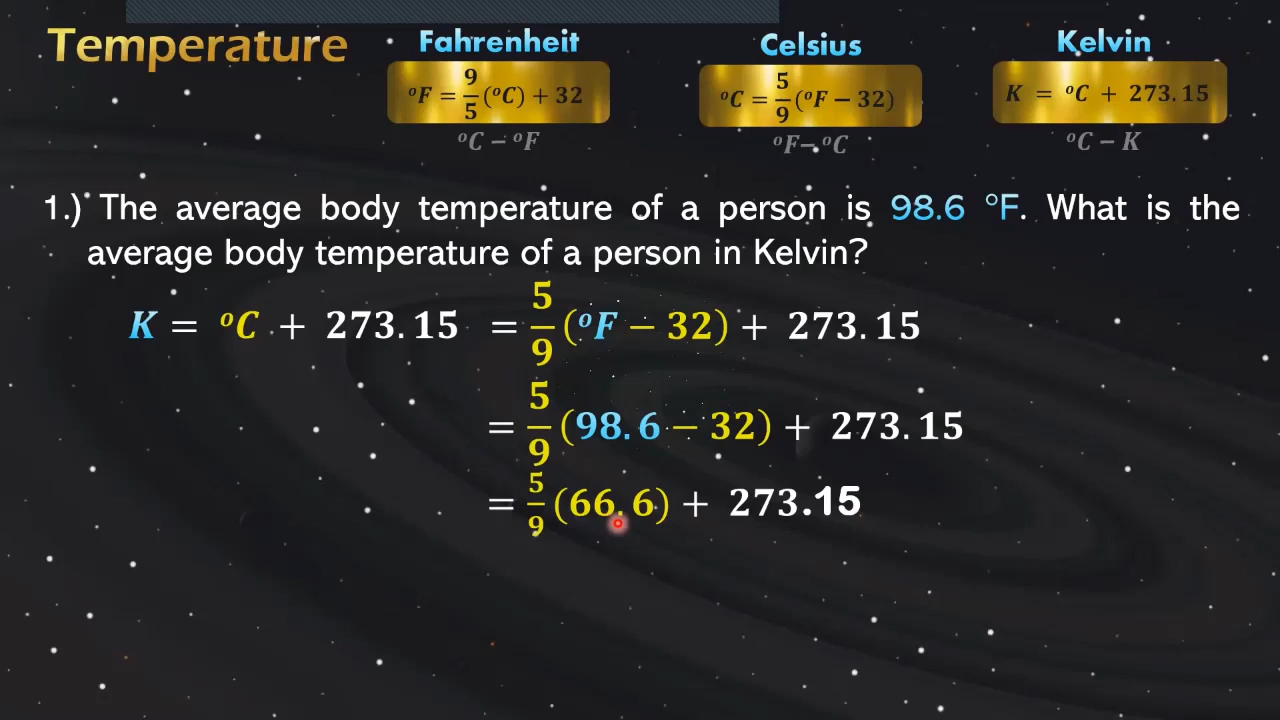 Temperature
Fahrenheit
Celsius
Kelvin
ᵒF = 9/5 (ᵒC) + 32
ᵒC = 5/9 (ᵒF − 32)
K = ᵒC + 273.15
ᵒC − ᵒF
ᵒF− ᵒC
ᵒC − K
1.) The average body temperature of a person is 98.6 °F. What is the
average body temperature of a person in Kelvin?
K = ᵒC + 273.15 = 5/9 (ᵒF − 32) + 273.15
= 5/9 (98.6 − 32) + 273.15
= 5/9 (66.6) + 273.15